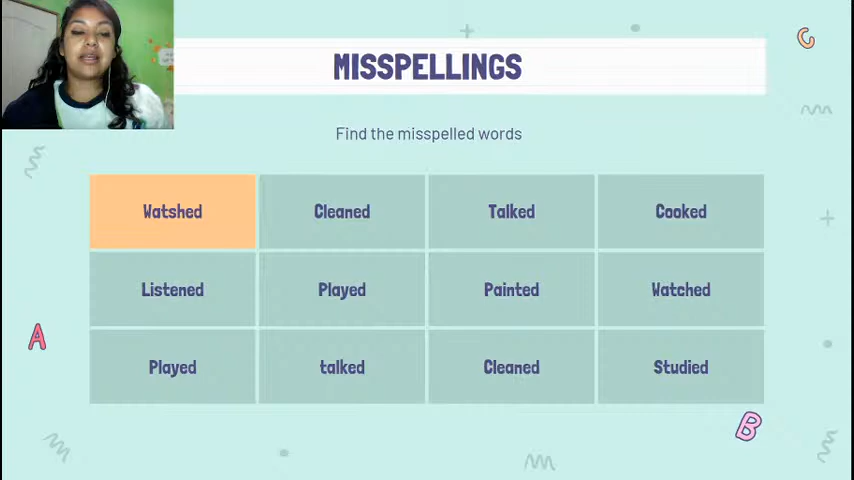 MISSPELLINGS
Find the misspelled words
Watshed Cleaned Talked Cooked
Listened Played Painted Watched
Played talked Cleaned Studied
C
A
B